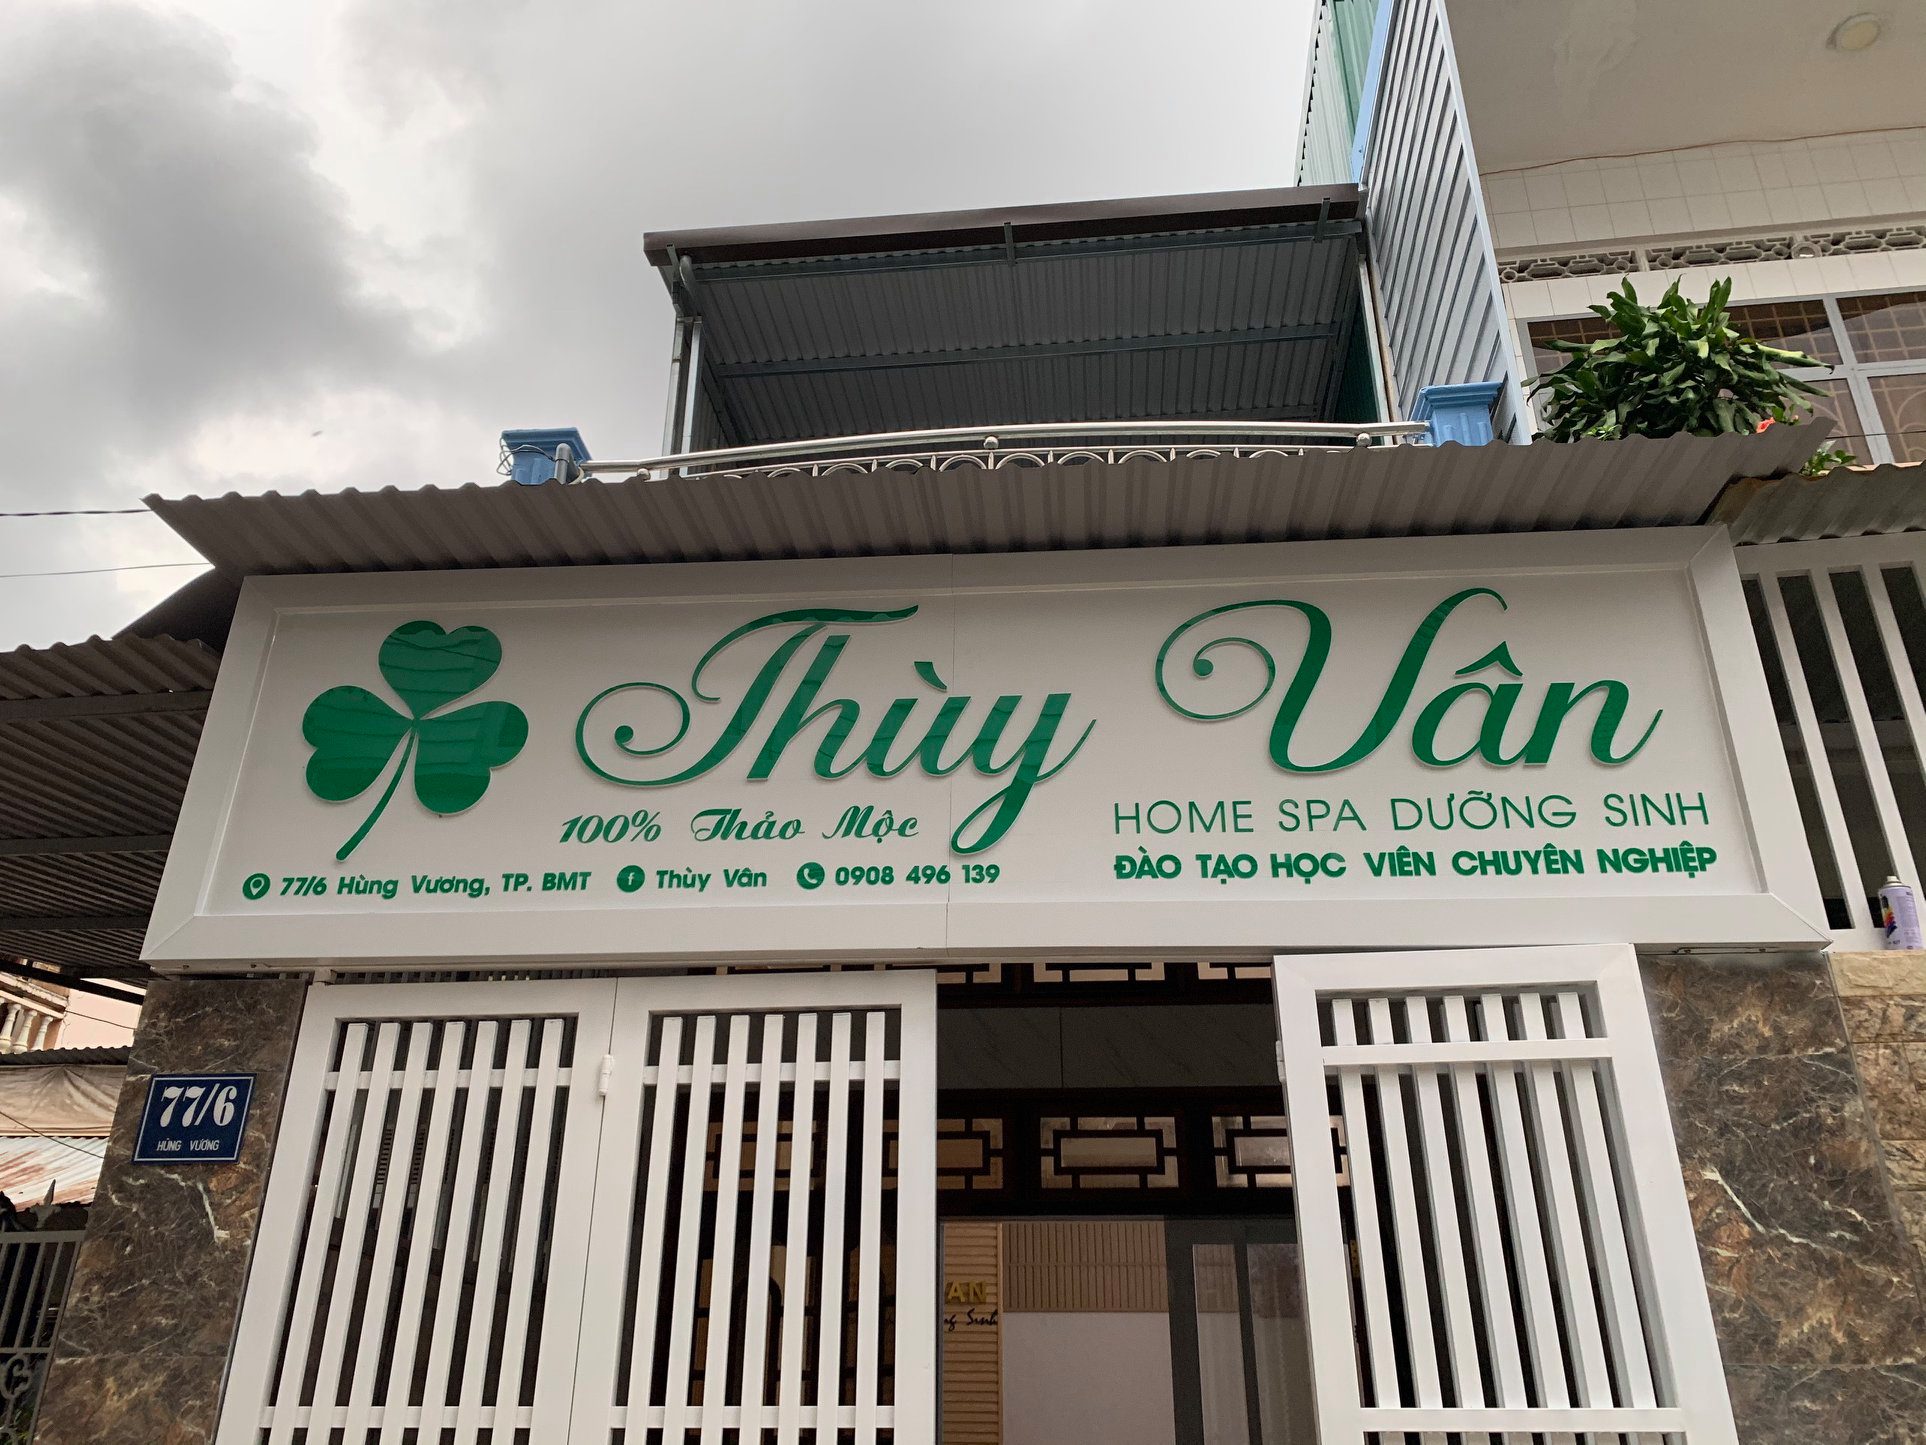 Thùy Vân
100% Thảo Mộc
HOME SPA DƯỠNG SINH
ĐÀO TẠO HỌC VIÊN CHUYÊN NGHIỆP
77/6 Hùng Vương, TP. BMT Thùy Vân 0908 496 139
77/6
HÙNG VƯƠNG
Sinh